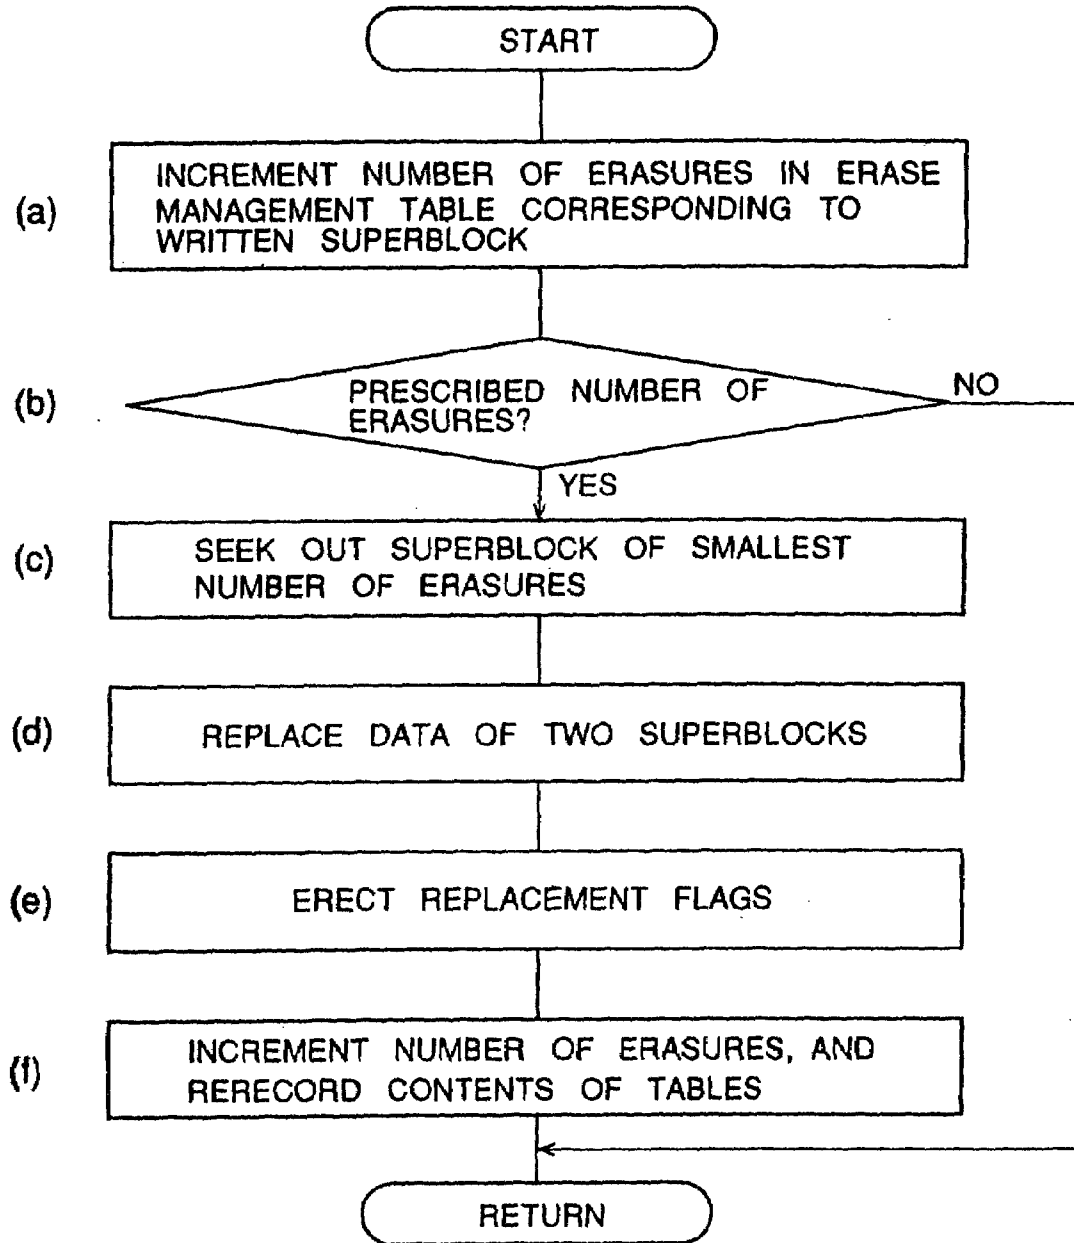 START
(a)
INCREMENT NUMBER OF ERASURES IN ERASE
MANAGEMENT TABLE CORRESPONDING TO
WRITTEN SUPERBLOCK
(b)
PRESCRIBED NUMBER OF
ERASURES?
NO
YES
(c)
SEEK OUT SUPERBLOCK OF SMALLEST
NUMBER OF ERASURES
(d)
REPLACE DATA OF TWO SUPERBLOCKS
(e)
ERECT REPLACEMENT FLAGS
(f)
INCREMENT NUMBER OF ERASURES, AND
RERECORD CONTENTS OF TABLES
RETURN